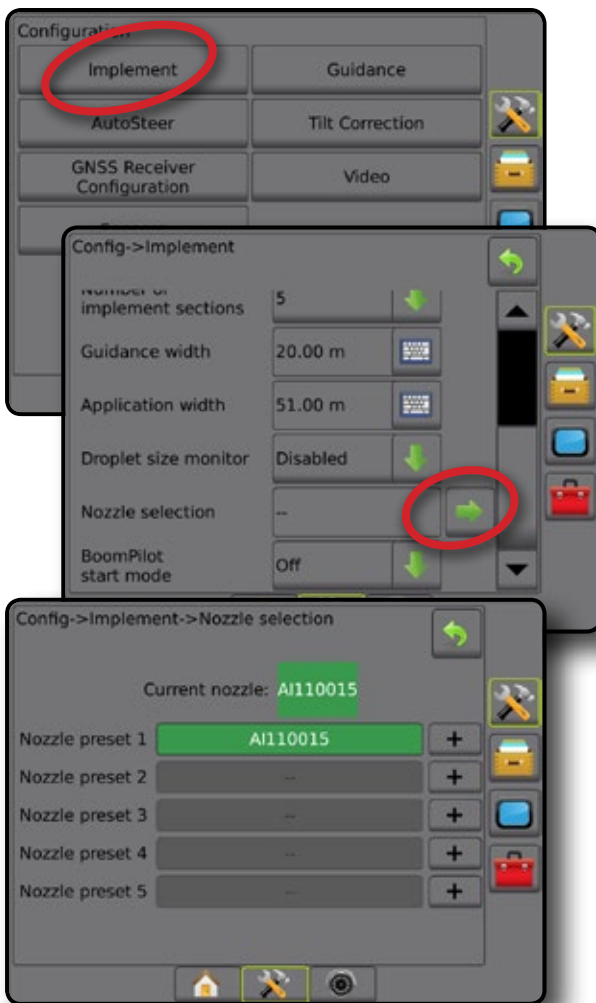 Configuration
Implement
Guidance
AutoSteer
Tilt Correction
GNSS Receiver
Configuration
Video
Config->Implement
Number of
implement sections
5
Guidance width
20.00 m
Application width
51.00 m
Droplet size monitor
Disabled
Nozzle selection
--
BoomPilot
start mode
Off
Config->Implement->Nozzle selection
Current nozzle: AI110015
Nozzle preset 1 AI110015 +
Nozzle preset 2 -- +
Nozzle preset 3 -- +
Nozzle preset 4 -- +
Nozzle preset 5 -- +